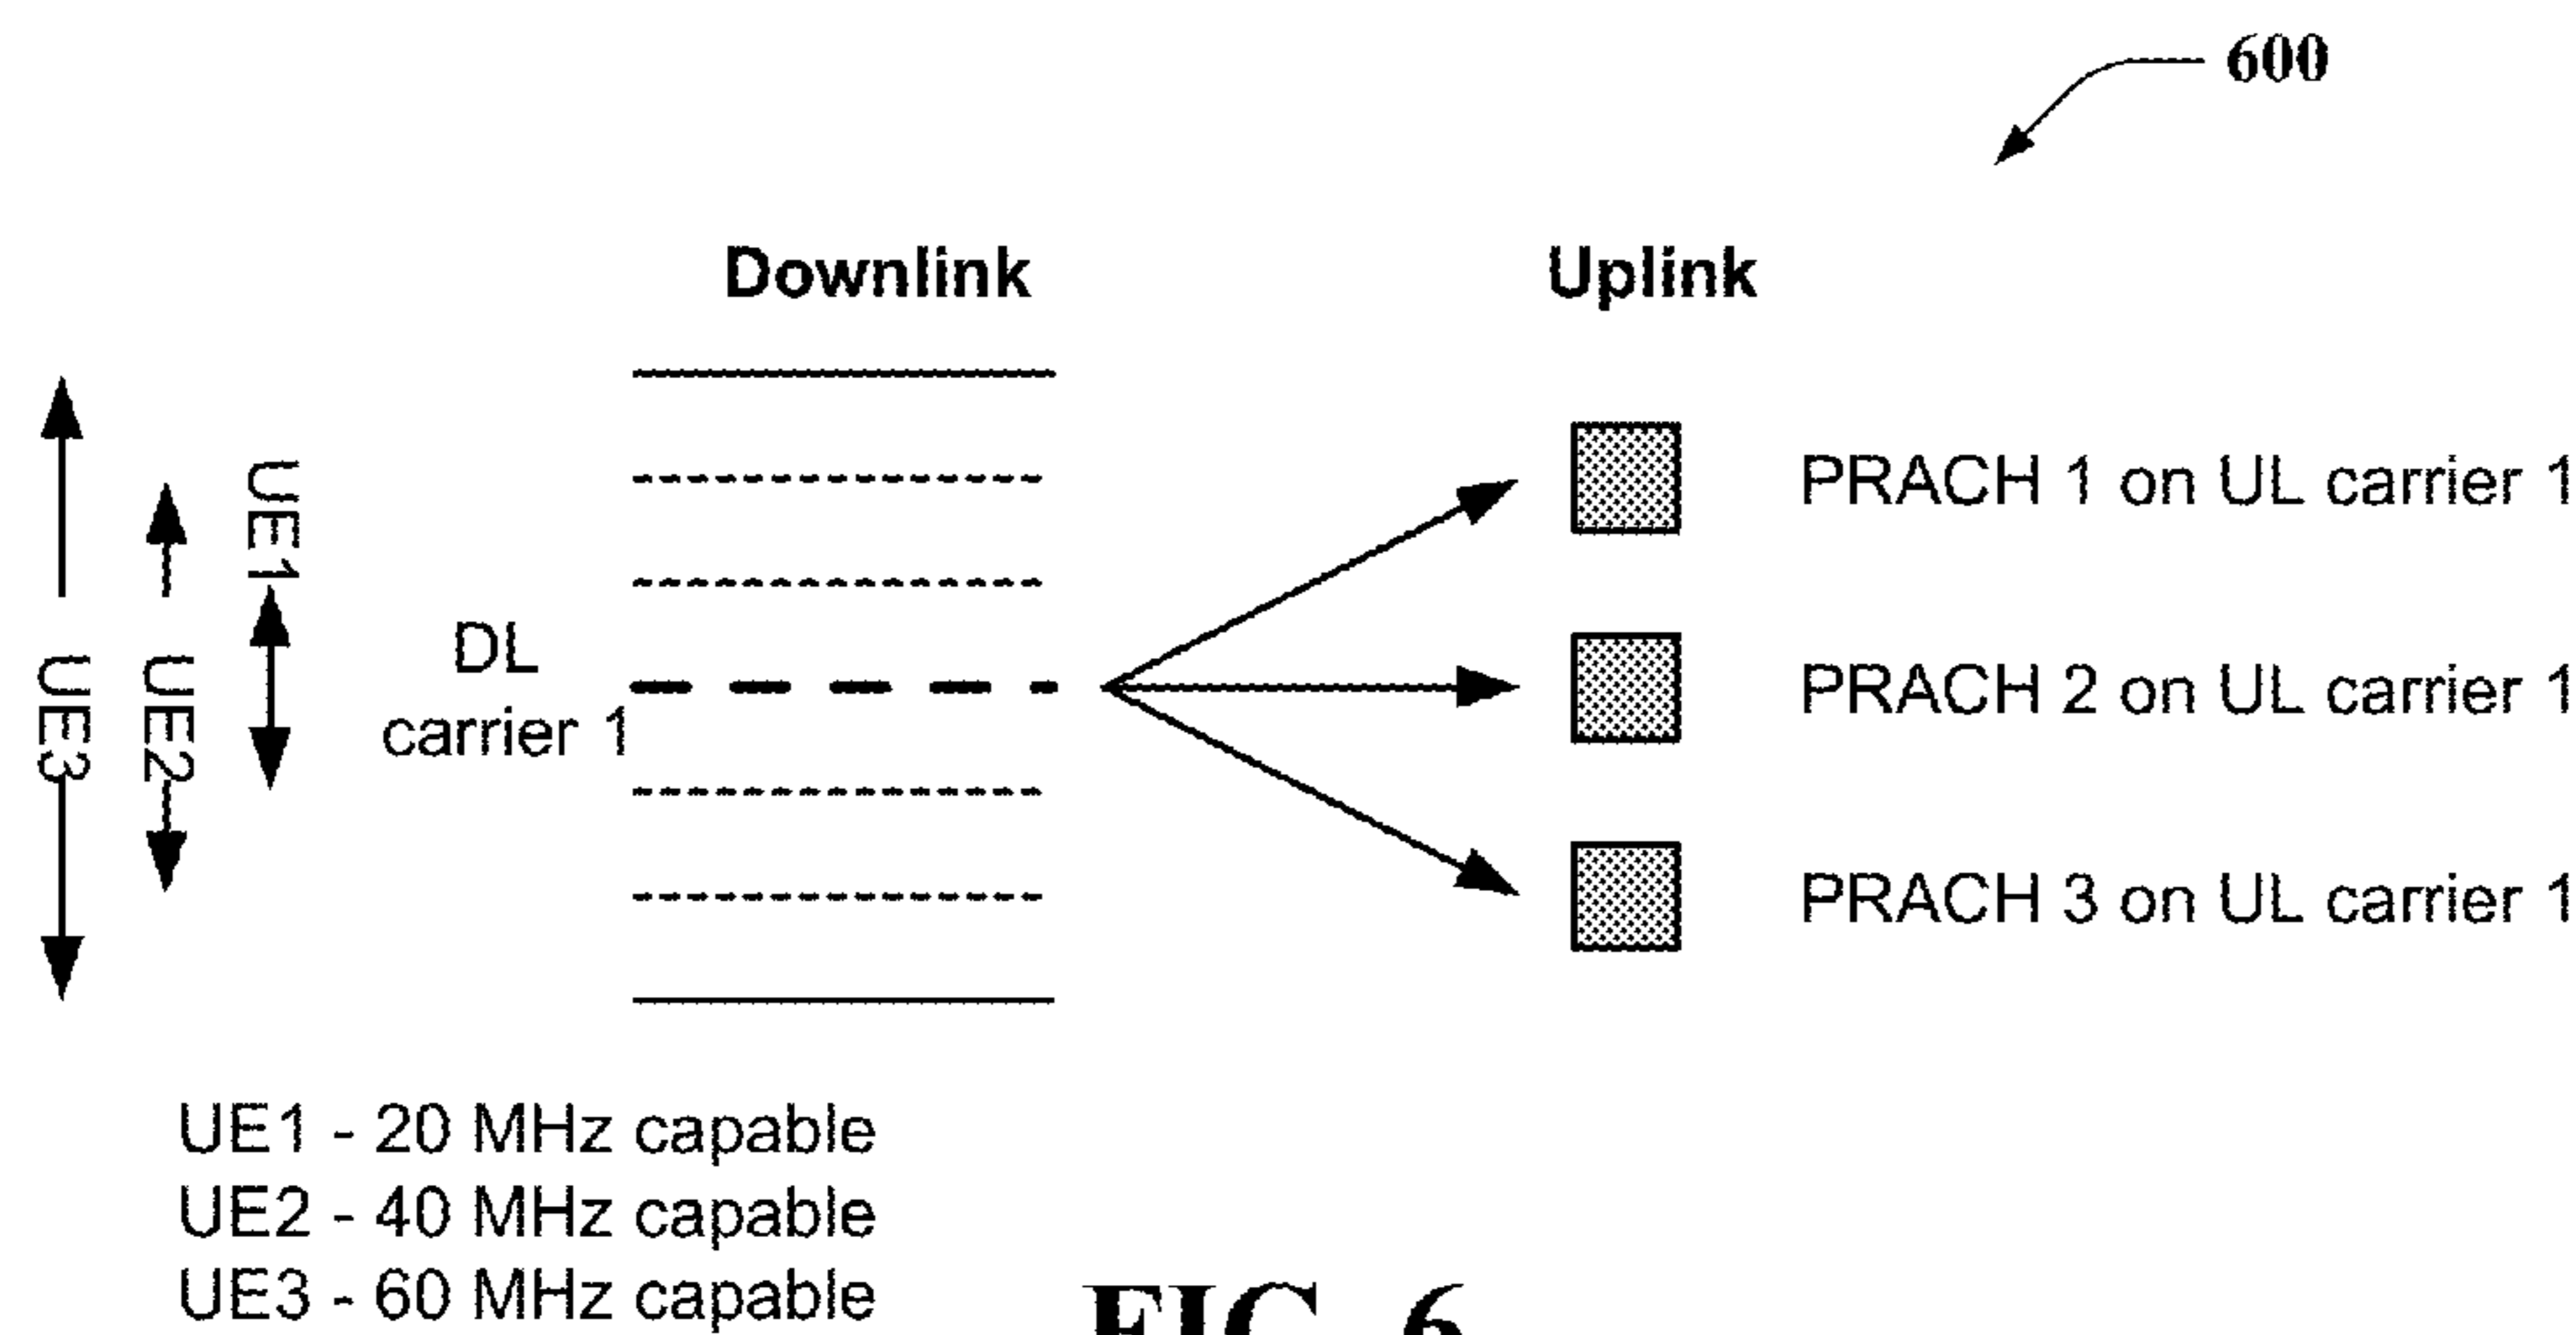 600
Downlink
Uplink
UE1
UE2
UE3
DL
carrier 1
PRACH 1 on UL carrier 1
PRACH 2 on UL carrier 1
PRACH 3 on UL carrier 1
UE1 - 20 MHz capable
UE2 - 40 MHz capable
UE3 - 60 MHz capable
FIG. 6